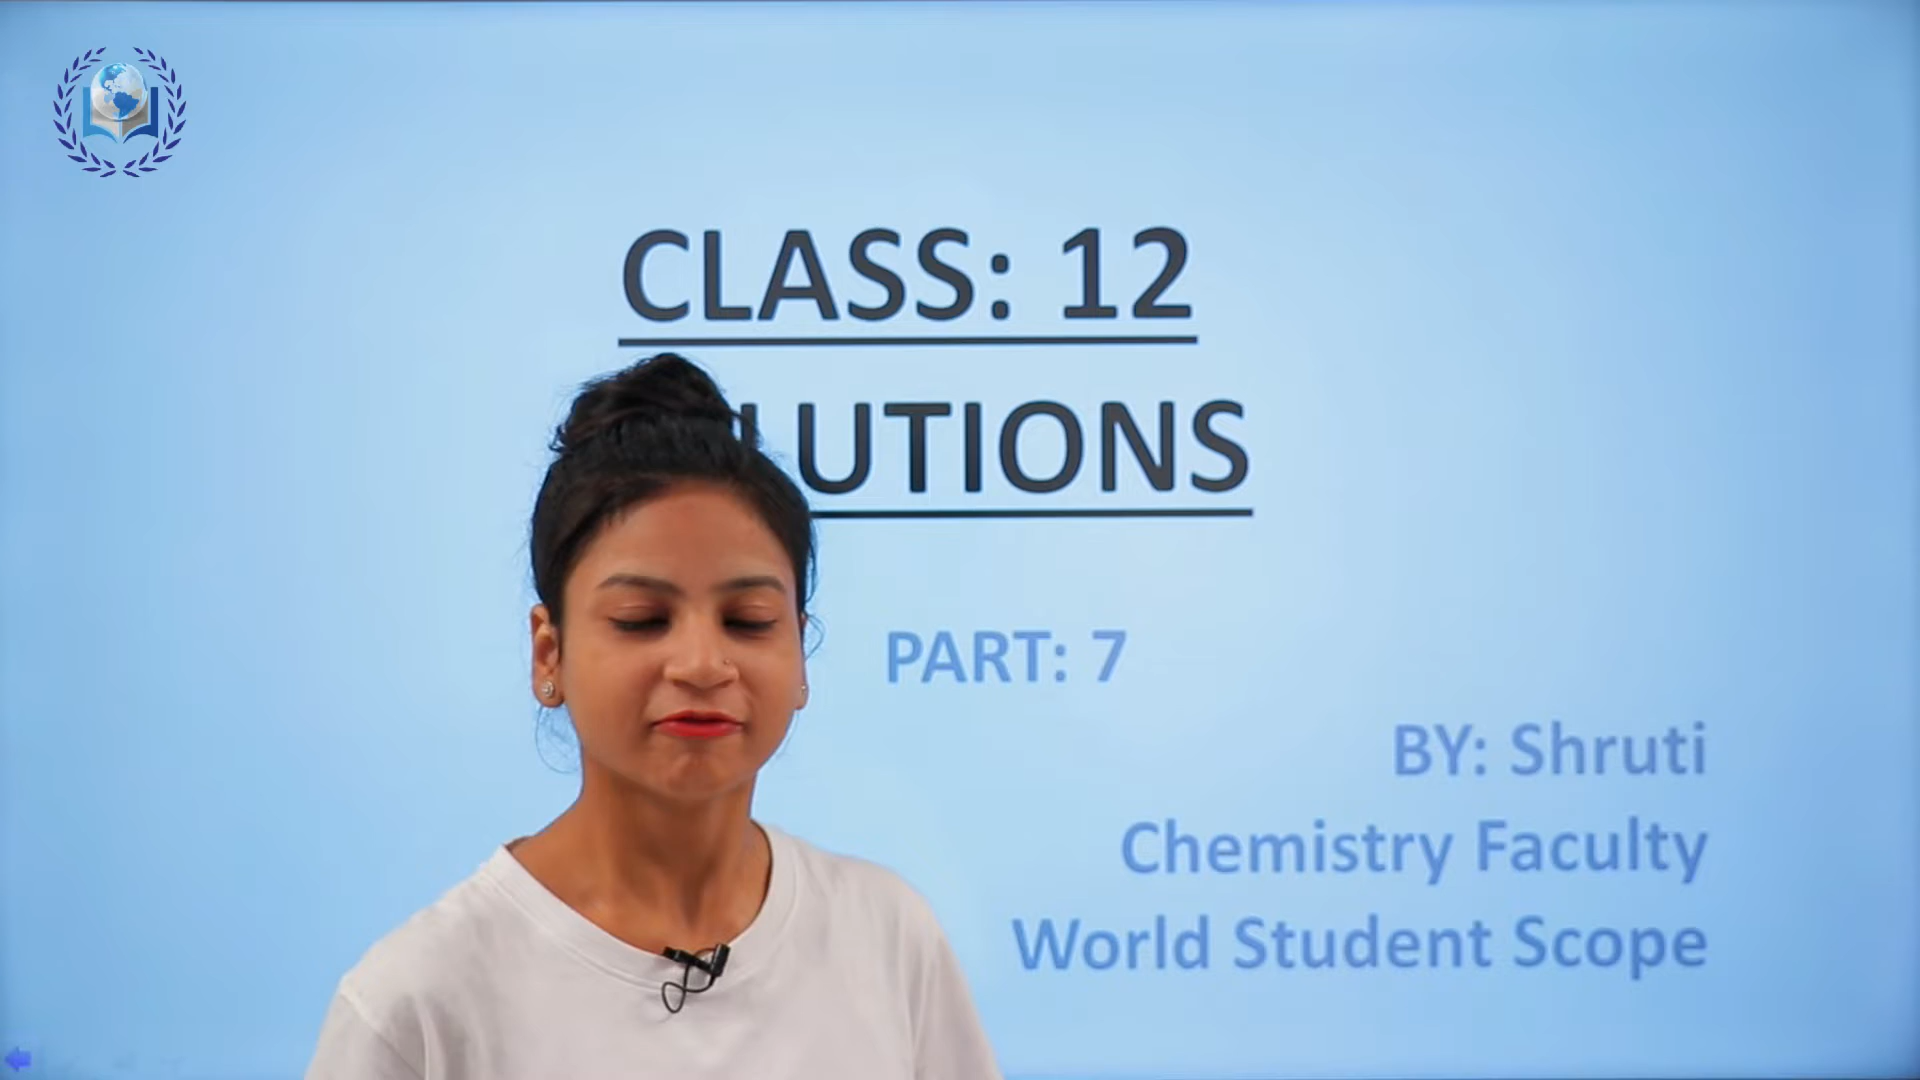 CLASS: 12
LUTIONS
PART: 7
BY: Shruti
Chemistry Faculty
World Student Scope